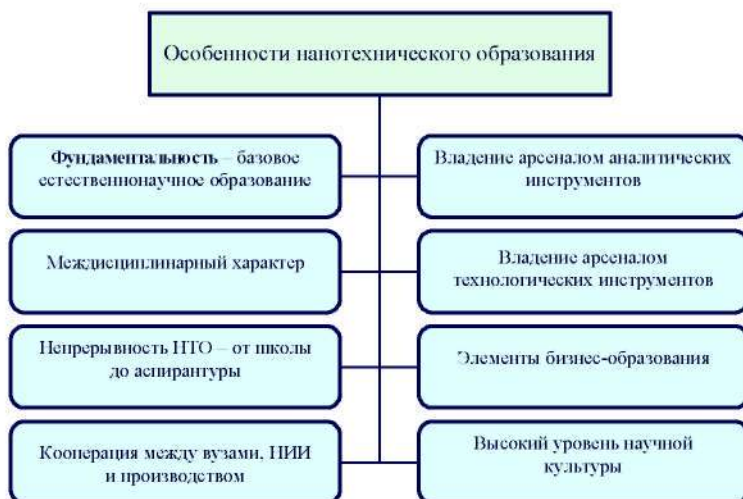 Особенности нанотехнического образования
Фундаментальность – базовое
естественнонаучное образование
Междисциплинарный характер
Непрерывность НТО – от школы
до аспирантуры
Кооперация между вузами, НИИ
и производством
Владение арсеналом аналитических
инструментов
Владение арсеналом
технологических инструментов
Элементы бизнес-образования
Высокий уровень научной
культуры